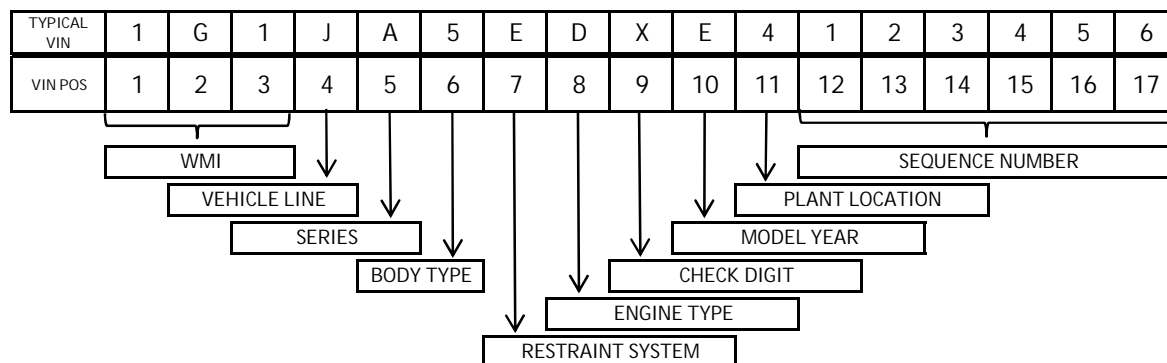 TYPICAL VIN 1 G 1 J A 5 E D X E 4 1 2 3 4 5 6
VIN POS 1 2 3 4 5 6 7 8 9 10 11 12 13 14 15 16 17
WMI SEQUENCE NUMBER
VEHICLE LINE PLANT LOCATION
SERIES MODEL YEAR
BODY TYPE CHECK DIGIT
ENGINE TYPE
RESTRAINT SYSTEM